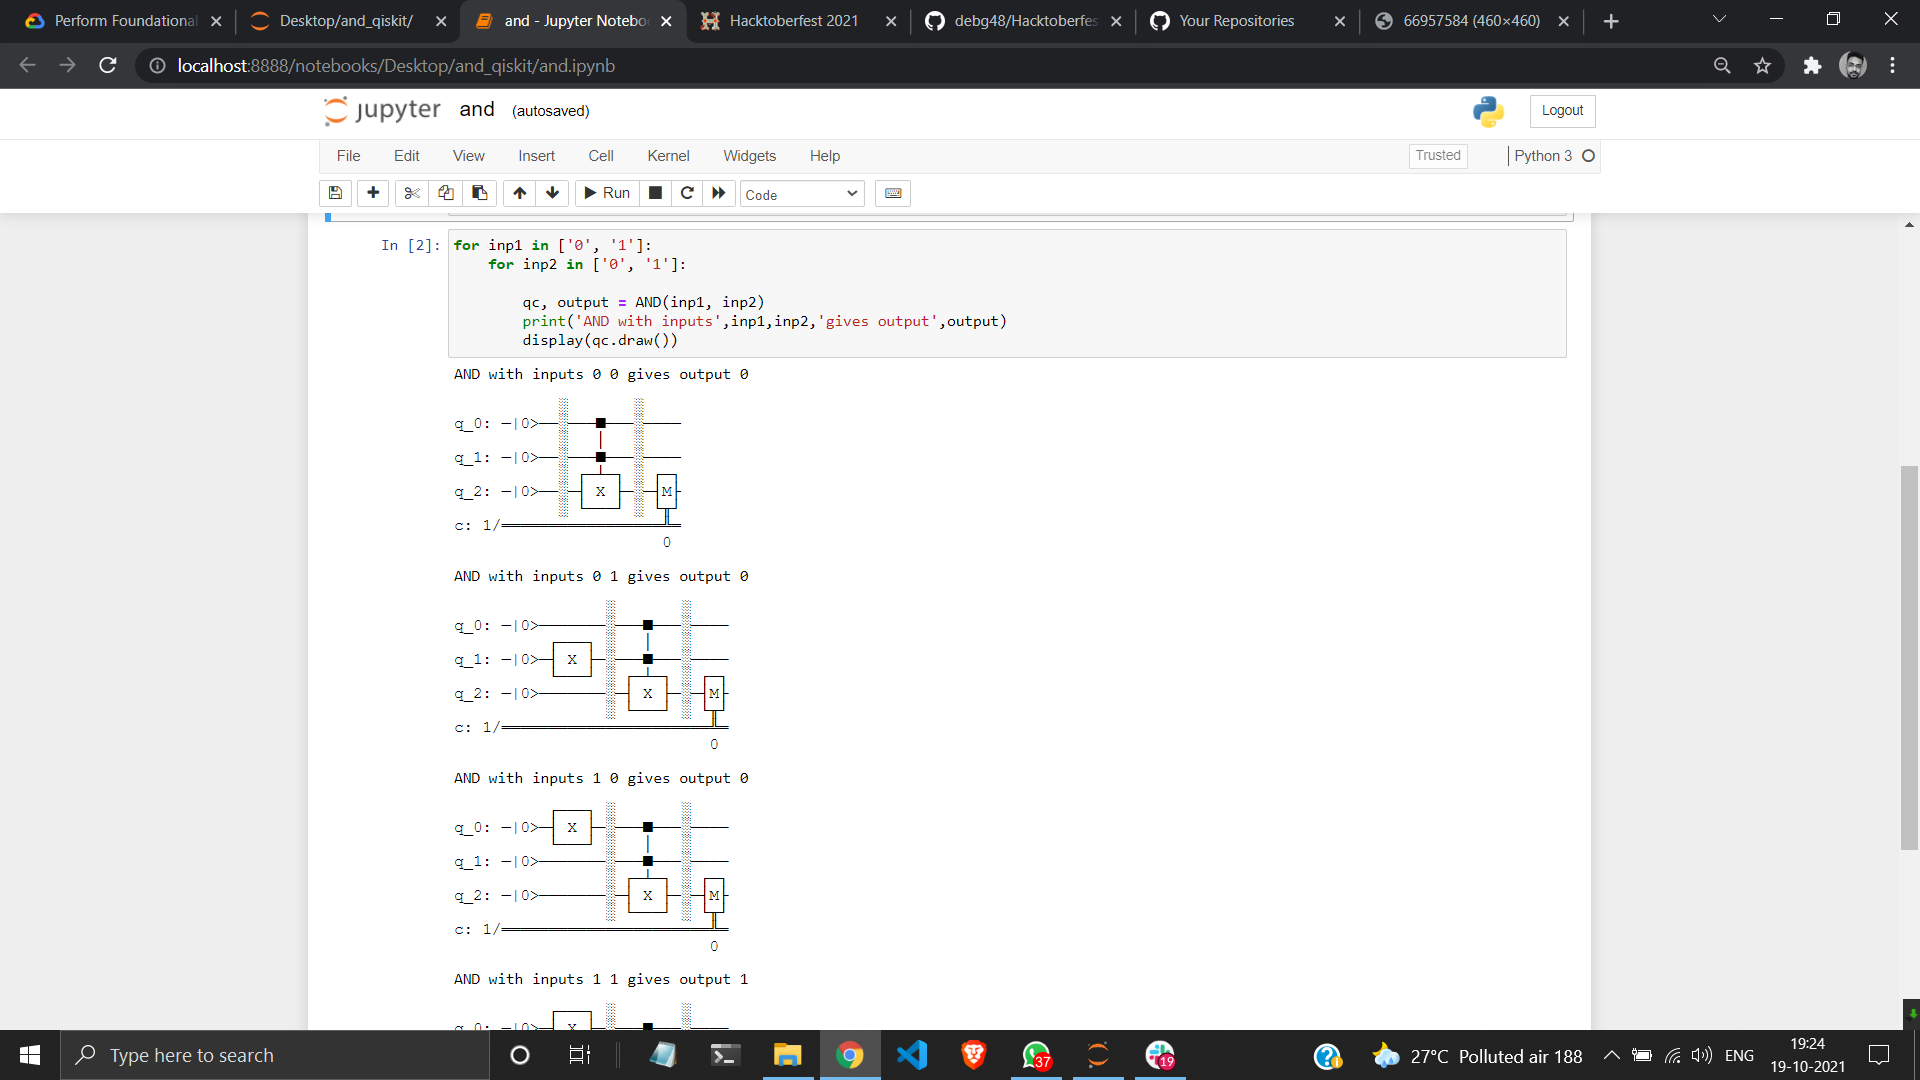 Perform Foundational
Desktop/and_qiskit/
and - Jupyter Notebo
Hacktoberfest 2021
debg48/Hacktoberfes
Your Repositories
66957584 (460×460)
localhost:8888/notebooks/Desktop/and_qiskit/and.ipynb
jupyter and (autosaved)
Logout
File Edit View Insert Cell Kernel Widgets Help
Trusted Python 3
Run Code
In [2]: for inp1 in ['0', '1']:
for inp2 in ['0', '1']:
qc, output = AND(inp1, inp2)
print('AND with inputs',inp1,inp2,'gives output',output)
display(qc.draw())
AND with inputs 0 0 gives output 0
q_0: |0>
q_1: |0>
q_2: |0> X M
c: 1/
0
AND with inputs 0 1 gives output 0
q_0: |0>
q_1: |0> X
q_2: |0> X M
c: 1/
0
AND with inputs 1 0 gives output 0
q_0: |0> X
q_1: |0>
q_2: |0> X M
c: 1/
0
AND with inputs 1 1 gives output 1
q_0: |0> X
Type here to search
37
19
27°C Polluted air 188
ENG
19:24
19-10-2021